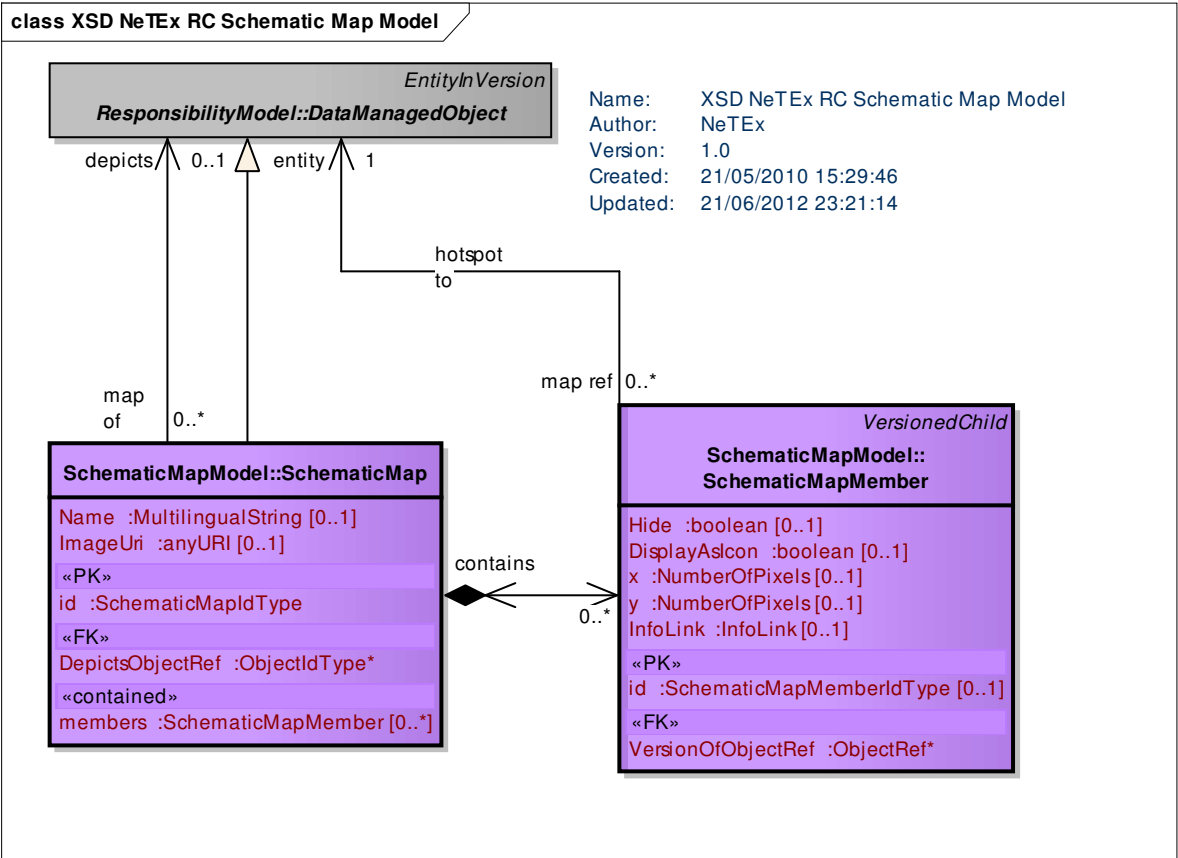 class XSD NeTEx RC Schematic Map Model
EntityInVersion
ResponsibilityModel::DataManagedObject
Name: XSD NeTEx RC Schematic Map Model
Author: NeTEx
Version: 1.0
Created: 21/05/2010 15:29:46
Updated: 21/06/2012 23:21:14
depicts 0..1 entity 1
hotspot
to
map ref 0..*
map
of 0..*
SchematicMapModel::SchematicMap
Name :MultilingualString [0..1]
ImageUri :anyURI [0..1]
«PK»
id :SchematicMapIdType
«FK»
DepictsObjectRef :ObjectIdType*
«contained»
members :SchematicMapMember [0..*]
contains
0..*
VersionedChild
SchematicMapModel::
SchematicMapMember
Hide :boolean [0..1]
DisplayAsIcon :boolean [0..1]
x :NumberOfPixels [0..1]
y :NumberOfPixels [0..1]
InfoLink :InfoLink [0..1]
«PK»
id :SchematicMapMemberIdType [0..1]
«FK»
VersionOfObjectRef :ObjectRef*